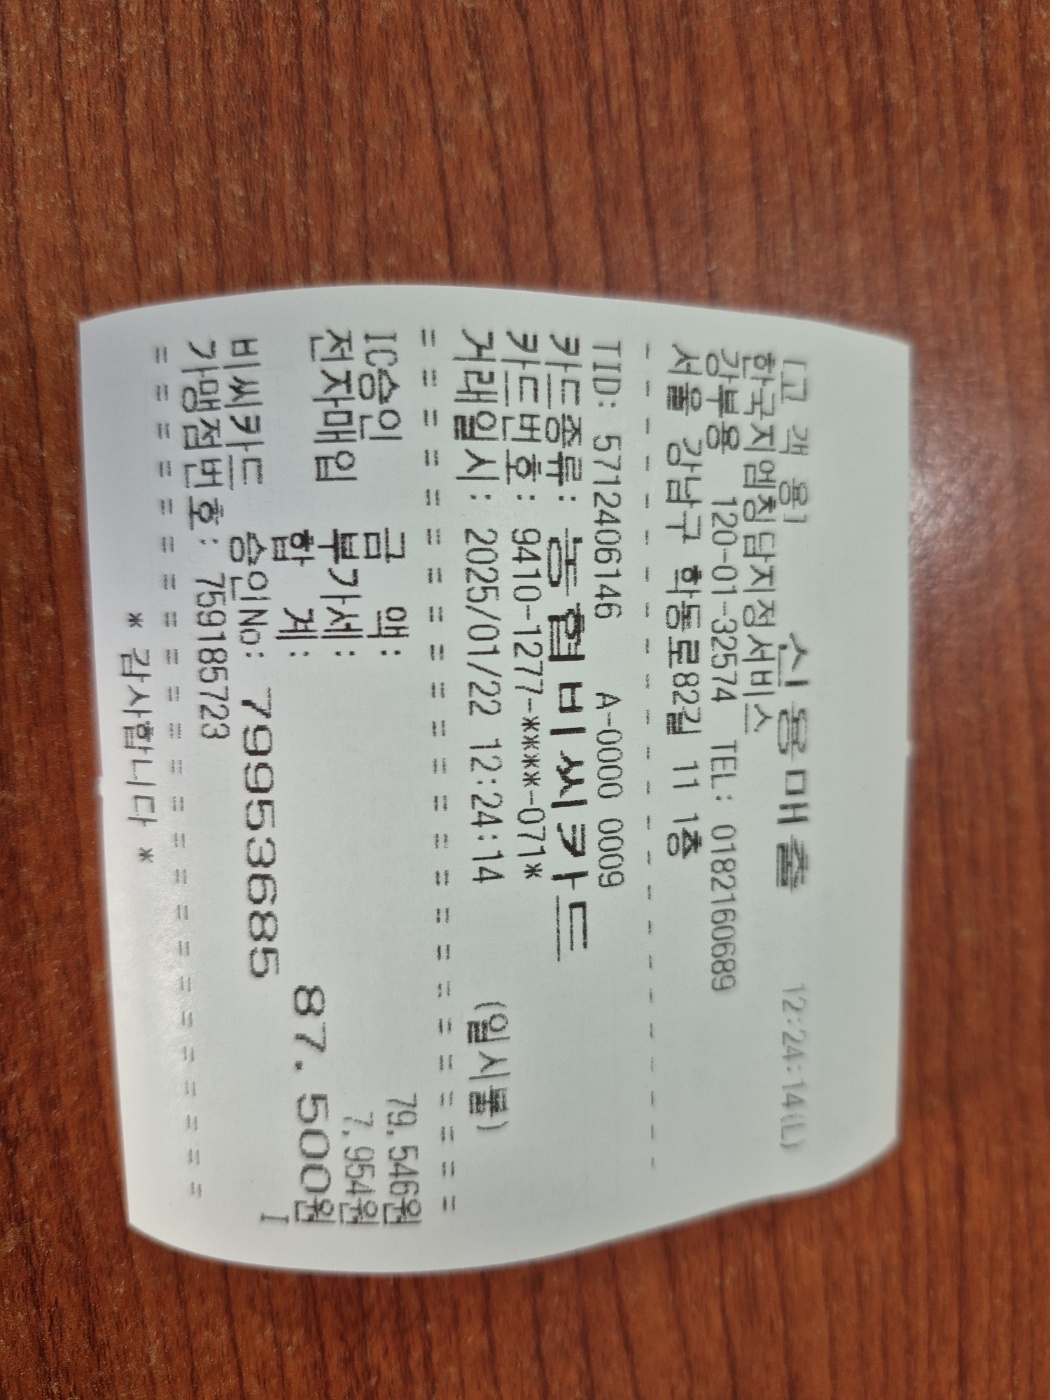 [고 객 용] 신용매출 12:24:14(L)
한국지엠청담지정서비스
강부용 120-01-32574 TEL: 0182160689
서울 강남구 학동로82길 11 1층
- - - - - - - - - - - - - - - - - - - -
TID: 5712406146 A-0000 0009
카드종류: 농협비씨카드
카드번호: 9410-1277-****-071*
거래일시: 2025/01/22 12:24:14 (일시불)
= = = = = = = = = = = = = = = = = = = = =
IC승인 금 액: 79,546원
전자매입 부가세: 7,954원
합 계: 87,500원
비씨카드 승인No: 79953685 I
가맹점번호: 759185723
= = = = = = = = = = = = = = = = = = = = =
* 감사합니다 *